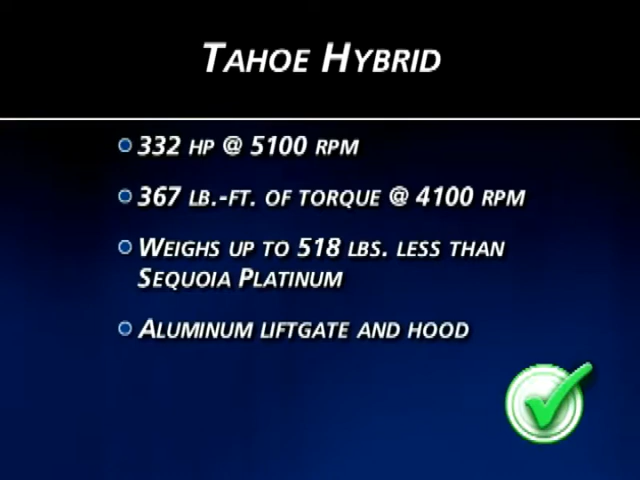 TAHOE HYBRID
332 HP @ 5100 RPM
367 LB.-FT. OF TORQUE @ 4100 RPM
WEIGHS UP TO 518 LBS. LESS THAN
SEQUOIA PLATINUM
ALUMINUM LIFTGATE AND HOOD